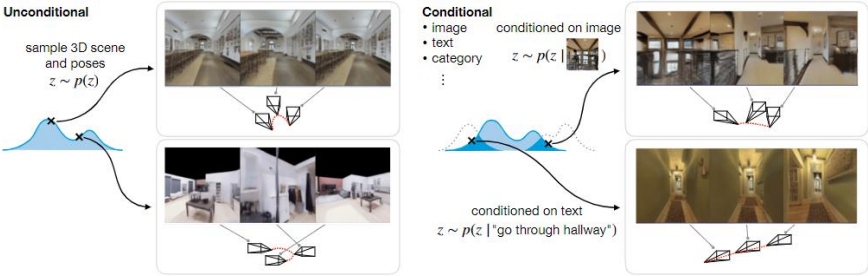 Unconditional
sample 3D scene
and poses
z ~ p(z)
Conditional
• image
• text
• category
⋮
conditioned on image
z ~ p(z | )
conditioned on text
z ~ p(z | "go through hallway")